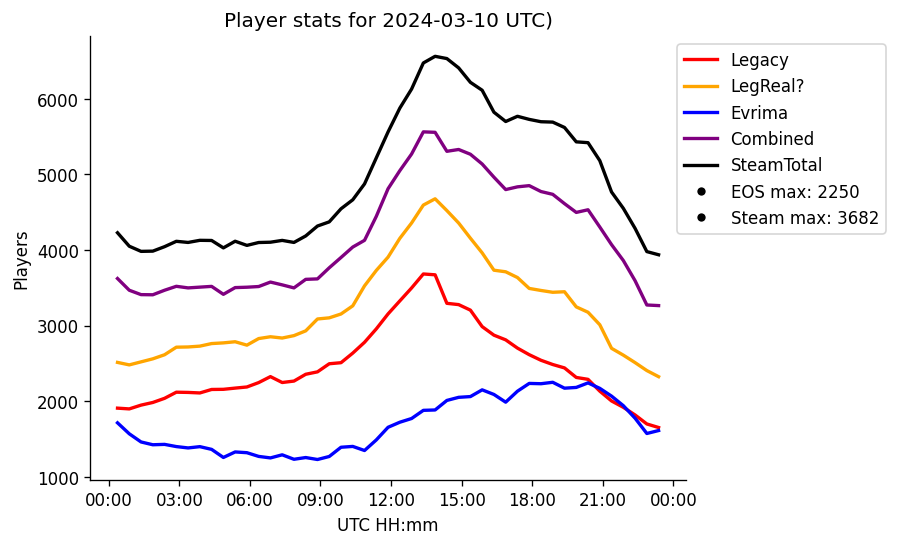 Player stats for 2024-03-10 UTC)
Legacy
LegReal?
Evrima
Combined
SteamTotal
EOS max: 2250
Steam max: 3682
Players
6000
5000
4000
3000
2000
1000
00:00 03:00 06:00 09:00 12:00 15:00 18:00 21:00 00:00
UTC HH:mm